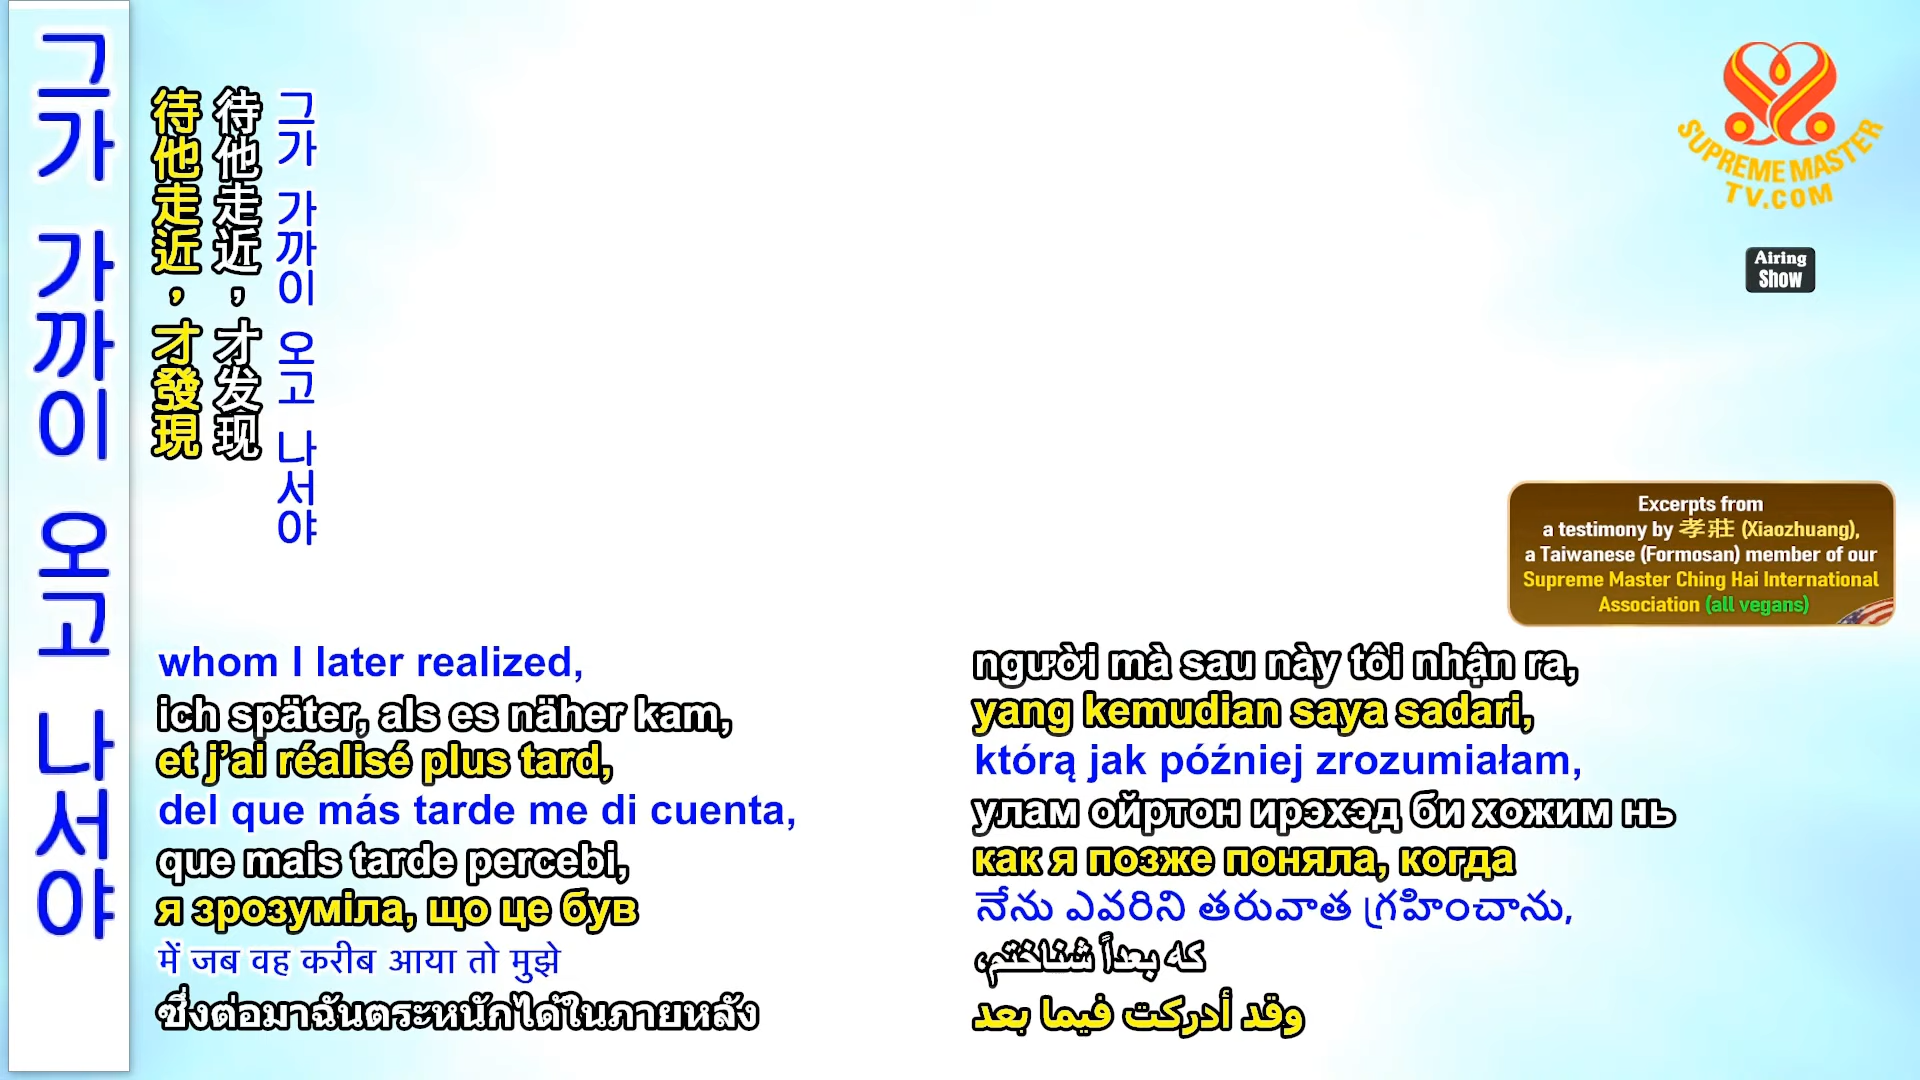 그가 가까이 오고 나서야
待他走近，才發現
待他走近，才发现
그가 가까이 오고 나서야
SUPREME MASTER
TV.COM
Airing
Show
Excerpts from
a testimony by 孝莊 (Xiaozhuang),
a Taiwanese (Formosan) member of our
Supreme Master Ching Hai International
Association (all vegans)
whom I later realized,
ich später, als es näher kam,
et j’ai réalisé plus tard,
del que más tarde me di cuenta,
que mais tarde percebi,
я зрозуміла, що це був
में जब वह करीब आया तो मुझे
ซึ่งต่อมาฉันตระหนักได้ในภายหลัง
người mà sau này tôi nhận ra,
yang kemudian saya sadari,
którą jak później zrozumiałam,
улам ойртон ирэхэд би хожим нь
как я позже поняла, когда
నేను ఎవరిని తరువాత గ్రహించాను,
که بعداً شناختم،
وقد أدركت فيما بعد